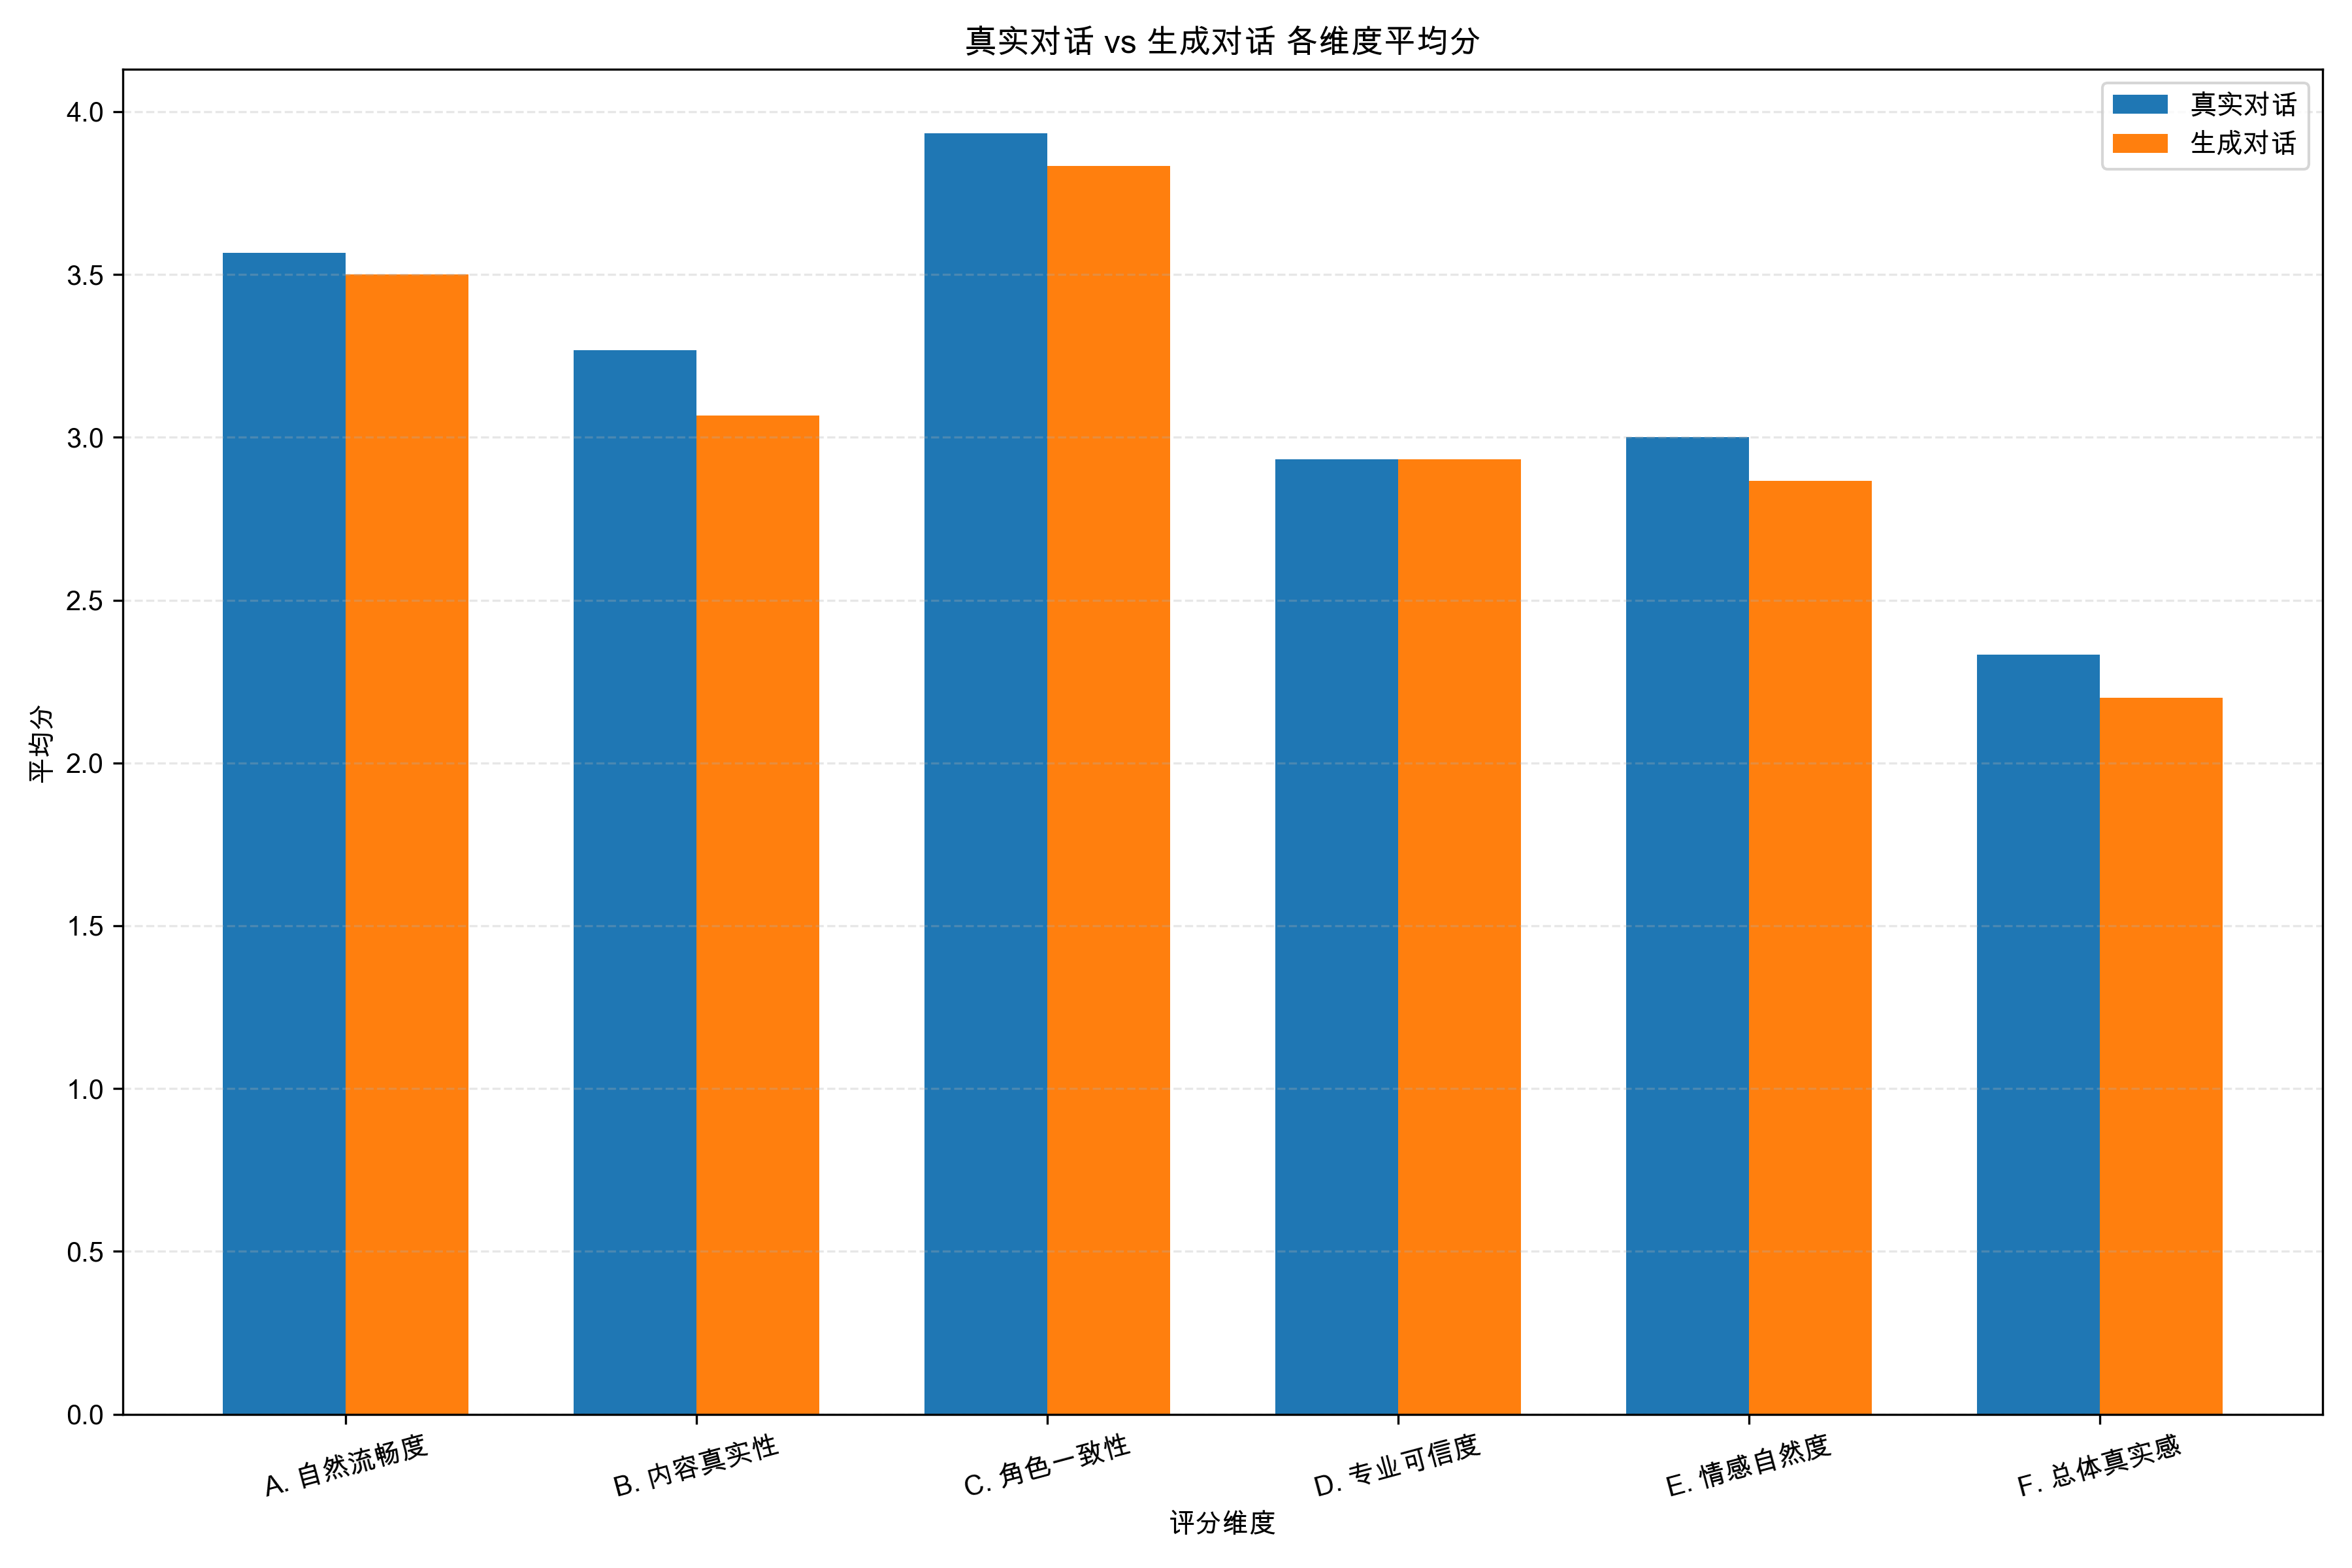 真实对话 vs 生成对话 各维度平均分
真实对话
生成对话
平均分
4.0
3.5
3.0
2.5
2.0
1.5
1.0
0.5
0.0
A. 自然流畅度
B. 内容真实性
C. 角色一致性
D. 专业可信度
E. 情感自然度
F. 总体真实感
评分维度